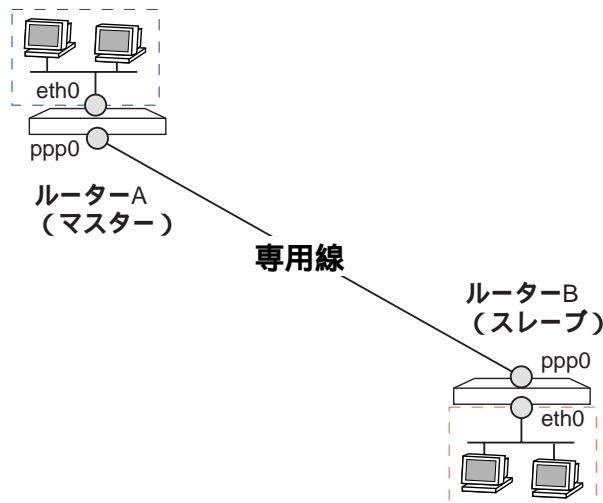 eth0
ppp0
ルーターA
（マスター）
専用線
ルーターB
（スレーブ）
ppp0
eth0